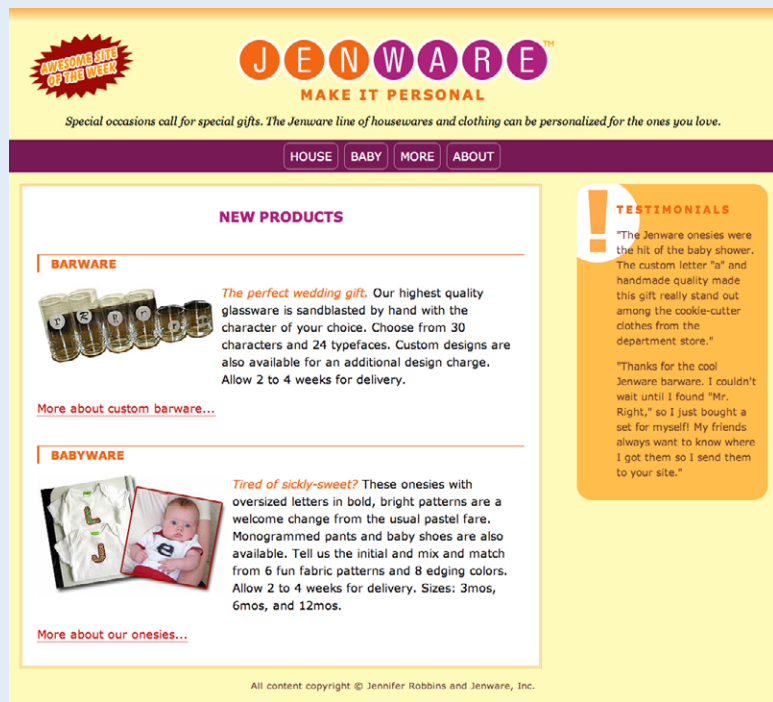 AWESOME SITE
OF THE WEEK
JENWARE™
MAKE IT PERSONAL
Special occasions call for special gifts. The Jenware line of housewares and clothing can be personalized for the ones you love.
HOUSE BABY MORE ABOUT
NEW PRODUCTS
BARWARE
The perfect wedding gift. Our highest quality
glassware is sandblasted by hand with the
character of your choice. Choose from 30
characters and 24 typefaces. Custom designs are
also available for an additional design charge.
Allow 2 to 4 weeks for delivery.
More about custom barware...
BABYWARE
L
J
e
Tired of sickly-sweet? These onesies with
oversized letters in bold, bright patterns are a
welcome change from the usual pastel fare.
Monogrammed pants and baby shoes are also
available. Tell us the initial and mix and match
from 6 fun fabric patterns and 8 edging colors.
Allow 2 to 4 weeks for delivery. Sizes: 3mos,
6mos, and 12mos.
More about our onesies...
!
TESTIMONIALS
"The Jenware onesies were
the hit of the baby shower.
The custom letter "a" and
handmade quality made
this gift really stand out
among the cookie-cutter
clothes from the
department store."
"Thanks for the cool
Jenware barware. I couldn't
wait until I found "Mr.
Right," so I just bought a
set for myself! My friends
always want to know where
I got them so I send them
to your site."
All content copyright © Jennifer Robbins and Jenware, Inc.